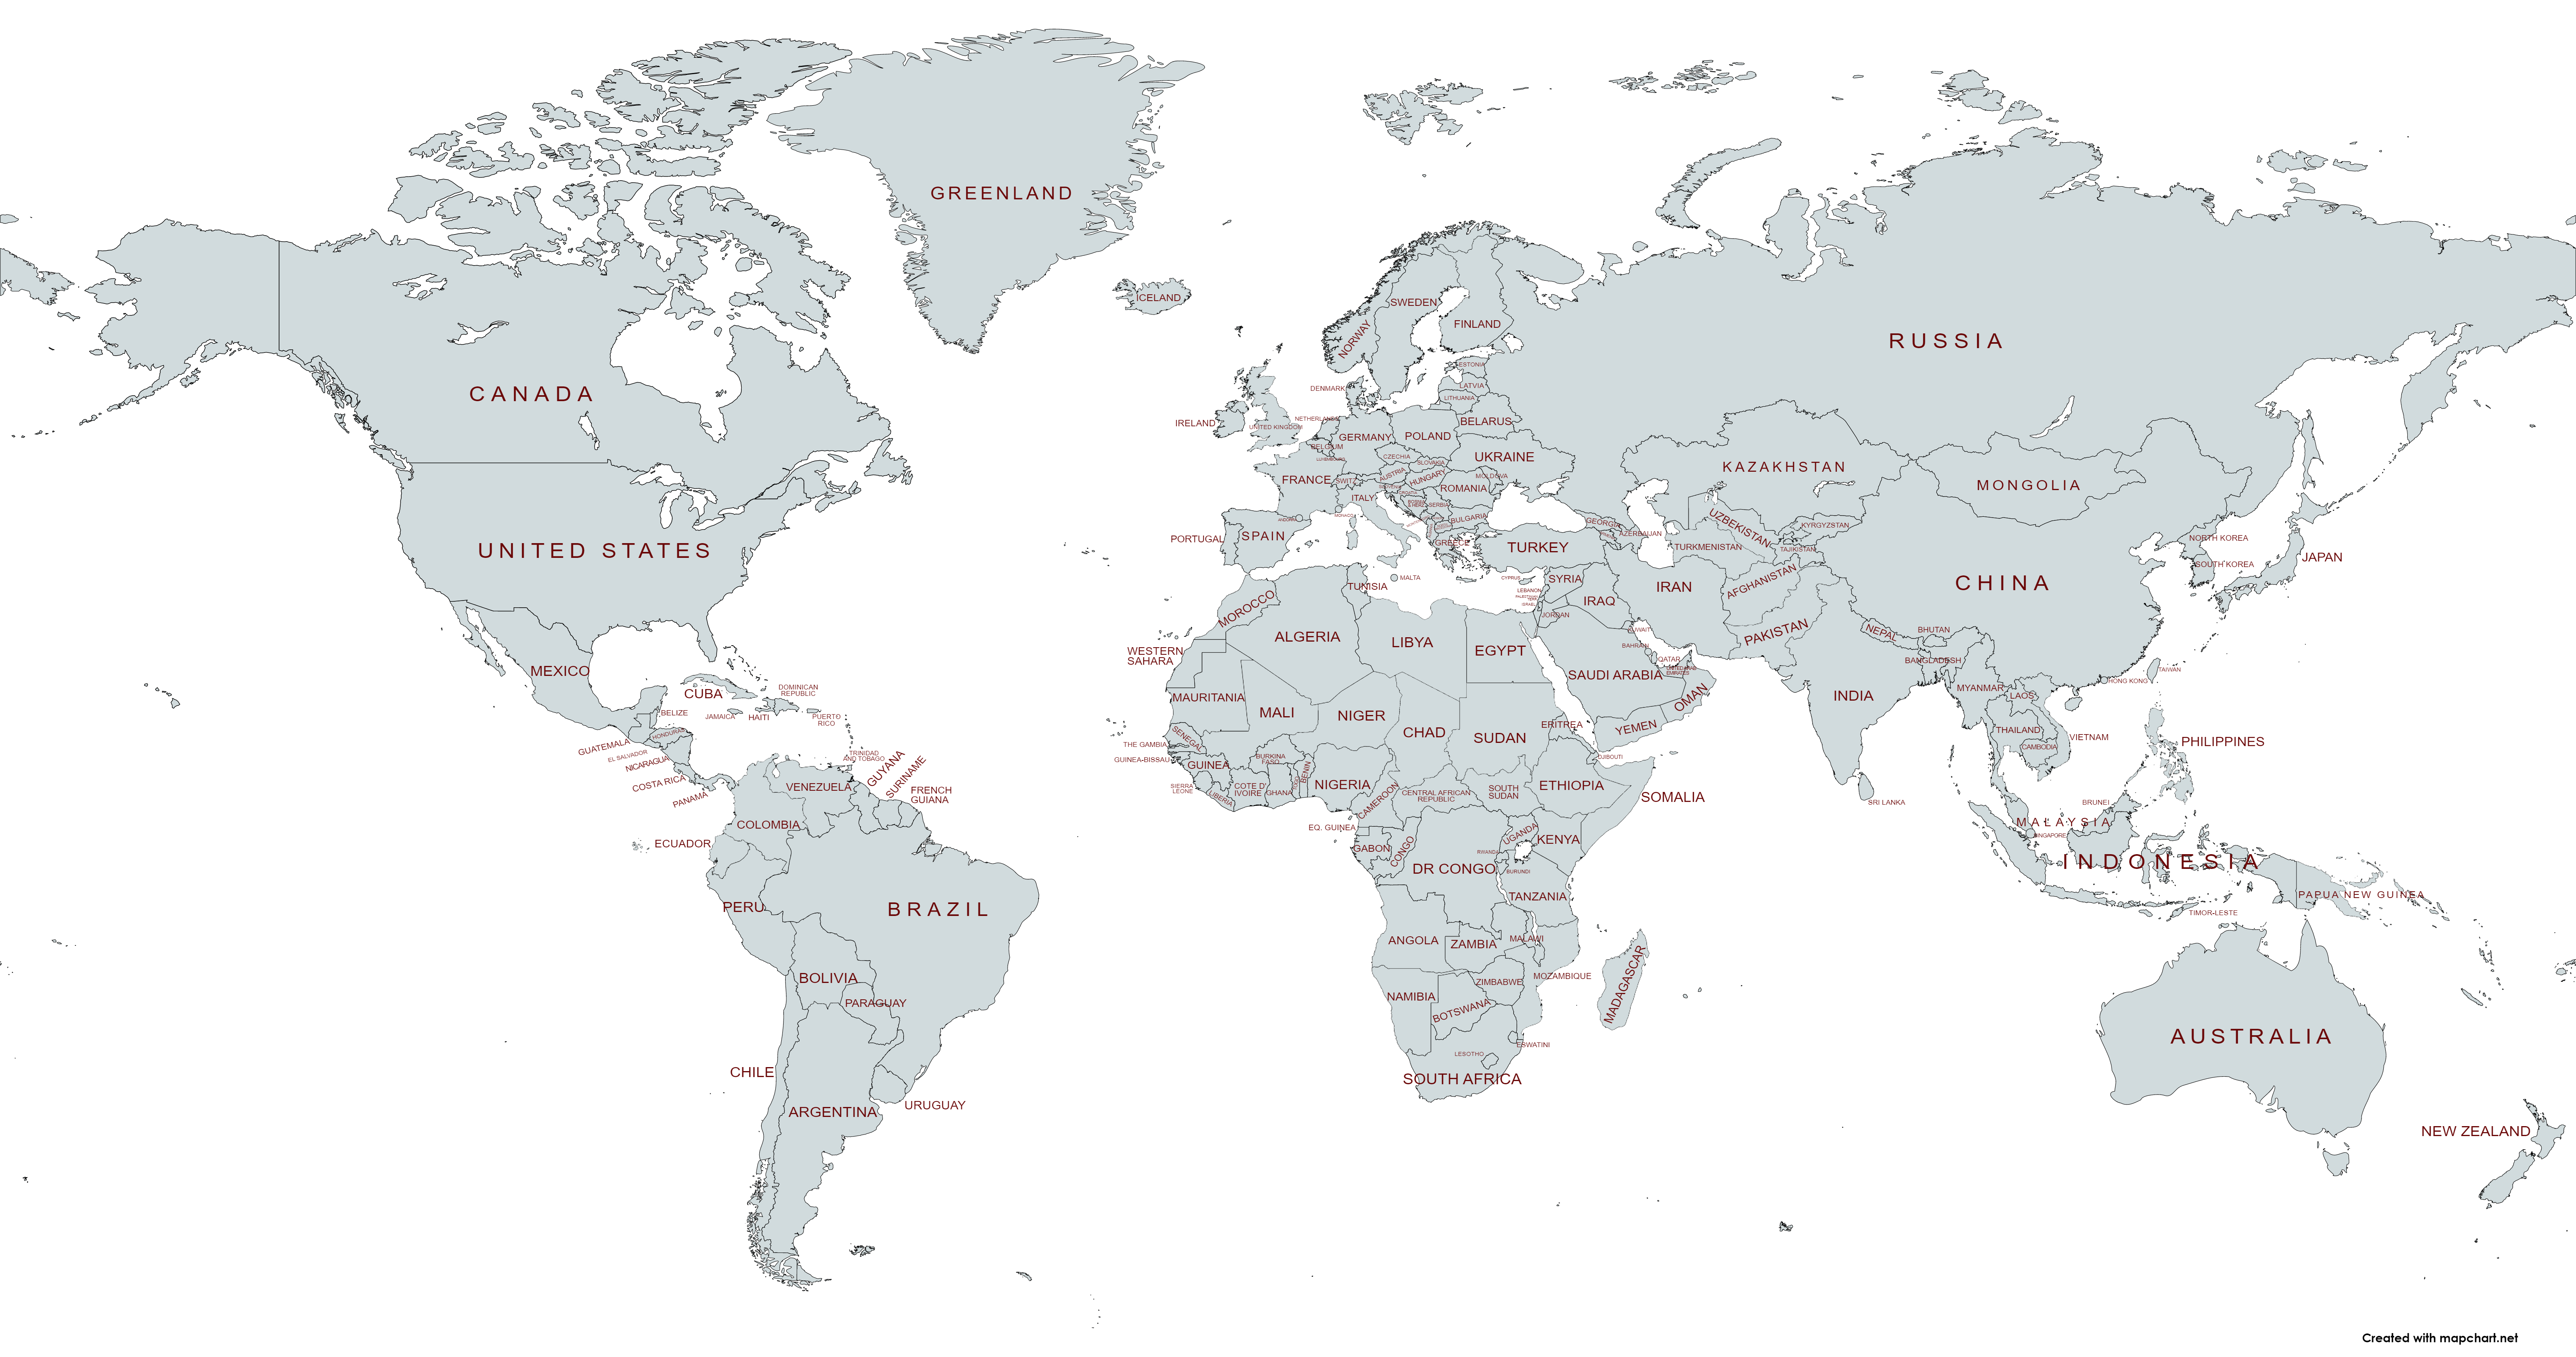 GREENLAND
ICELAND
SWEDEN
NORWAY
FINLAND
RUSSIA
CANADA
ESTONIA
LATVIA
LITHUANIA
DENMARK
IRELAND
UNITED KINGDOM
NETHERLANDS
BELARUS
BELGIUM
GERMANY
POLAND
CZECHIA
UKRAINE
SLOVAKIA
FRANCE
SWITZ.
AUSTRIA
HUNGARY
MOLDOVA
ROMANIA
ITALY
SERBIA
BULGARIA
ANDORRA
MONACO
KAZAKHSTAN
MONGOLIA
UNITED STATES
PORTUGAL
SPAIN
GREECE
TURKEY
GEORGIA
AZERBAIJAN
UZBEKISTAN
KYRGYZSTAN
TURKMENISTAN
TAJIKISTAN
NORTH KOREA
SOUTH KOREA
JAPAN
CHINA
MALTA
TUNISIA
CYPRUS
SYRIA
LEBANON
ISRAEL
JORDAN
IRAQ
IRAN
AFGHANISTAN
PAKISTAN
MOROCCO
ALGERIA
LIBYA
EGYPT
KUWAIT
BAHRAIN
QATAR
UNITED ARAB
EMIRATES
SAUDI ARABIA
OMAN
YEMEN
NEPAL
BHUTAN
BANGLADESH
INDIA
MYANMAR
LAOS
HONG KONG
TAIWAN
THAILAND
VIETNAM
CAMBODIA
PHILIPPINES
WESTERN
SAHARA
MAURITANIA
MALI
NIGER
CHAD
SUDAN
ERITREA
MEXICO
CUBA
DOMINICAN
REPUBLIC
BELIZE
JAMAICA
HAITI
PUERTO
RICO
GUATEMALA
HONDURAS
EL SALVADOR
NICARAGUA
COSTA RICA
PANAMA
TRINIDAD
AND TOBAGO
GUYANA
SURINAME
FRENCH
GUIANA
VENEZUELA
COLOMBIA
ECUADOR
SENEGAL
THE GAMBIA
GUINEA-BISSAU
GUINEA
SIERRA
LEONE
LIBERIA
BURKINA
FASO
COTE D'
IVOIRE
GHANA
TOGO
BENIN
NIGERIA
CAMEROON
CENTRAL AFRICAN
REPUBLIC
SOUTH
SUDAN
ETHIOPIA
DJIBOUTI
SOMALIA
SRI LANKA
BRUNEI
MALAYSIA
SINGAPORE
INDONESIA
PAPUA NEW GUINEA
TIMOR-LESTE
EQ. GUINEA
GABON
CONGO
DR CONGO
UGANDA
KENYA
RWANDA
BURUNDI
TANZANIA
PERU
BRAZIL
BOLIVIA
PARAGUAY
CHILE
ARGENTINA
URUGUAY
ANGOLA
ZAMBIA
MALAWI
MOZAMBIQUE
ZIMBABWE
NAMIBIA
BOTSWANA
MADAGASCAR
ESWATINI
LESOTHO
SOUTH AFRICA
AUSTRALIA
NEW ZEALAND
Created with mapchart.net